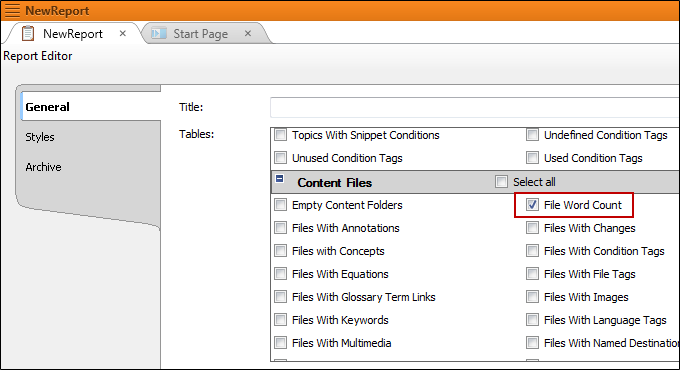 NewReport
NewReport × Start Page ×
Report Editor
General
Styles
Archive
Title:
Tables:
Topics With Snippet Conditions Undefined Condition Tags
Unused Condition Tags Used Condition Tags
Content Files Select all
Empty Content Folders File Word Count
Files With Annotations Files With Changes
Files with Concepts Files With Condition Tags
Files With Equations Files With File Tags
Files With Glossary Term Links Files With Images
Files With Keywords Files With Language Tags
Files With Multimedia Files With Named Destination